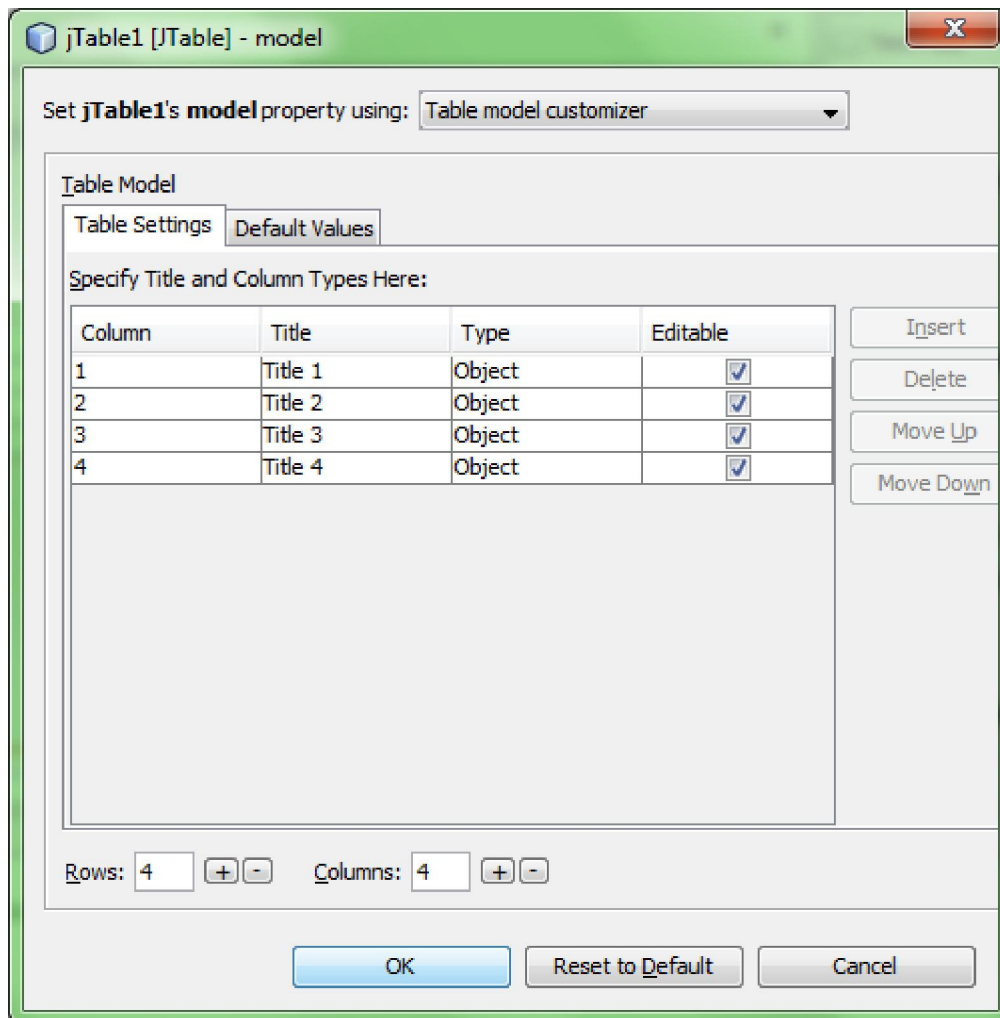 jTable1 [JTable] - model
Set jTable1's model property using: Table model customizer
Table Model
Table Settings Default Values
Specify Title and Column Types Here:
Column Title Type Editable
1 Title 1 Object
2 Title 2 Object
3 Title 3 Object
4 Title 4 Object
Insert
Delete
Move Up
Move Down
Rows: 4 + - Columns: 4 + -
OK Reset to Default Cancel